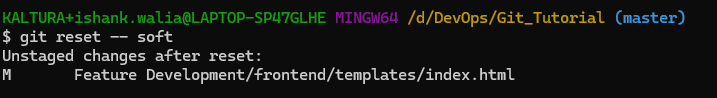 KALTURA+ishank.walia@LAPTOP-SP47GLHE MINGW64 /d/DevOps/Git_Tutorial (master)
$ git reset -- soft
Unstaged changes after reset:
M       Feature Development/frontend/templates/index.html